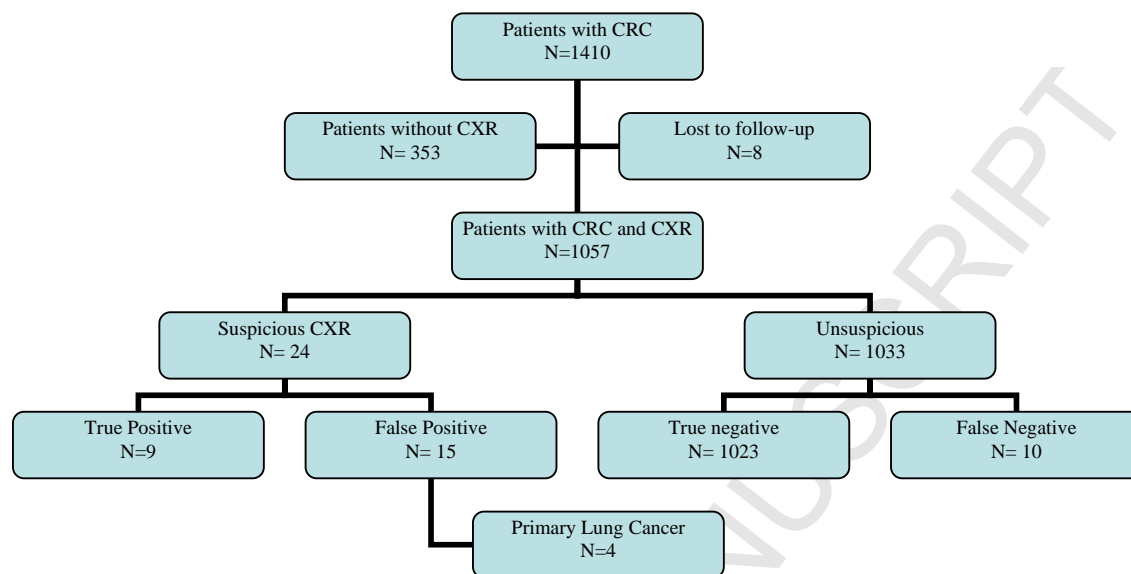 Patients with CRC
N=1410
Patients without CXR
N= 353
Lost to follow-up
N=8
Patients with CRC and CXR
N=1057
Suspicious CXR
N= 24
Unsuspicious
N= 1033
True Positive
N=9
False Positive
N= 15
True negative
N= 1023
False Negative
N= 10
Primary Lung Cancer
N=4
NUSCRIPT